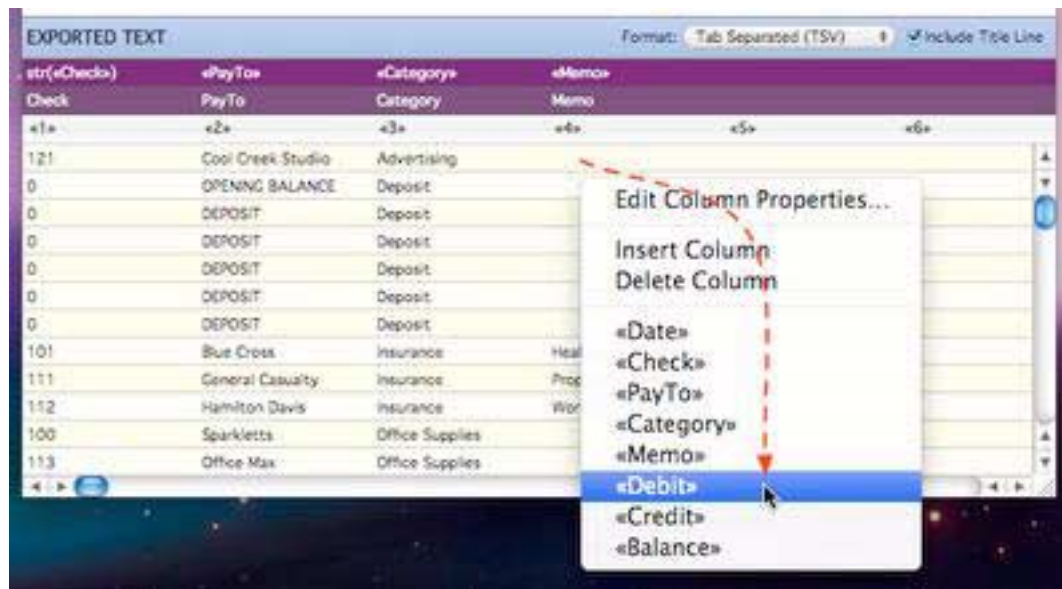 EXPORTED TEXT Format: Tab Separated (TSV) Include Title Line
str(«Check») «PayTo» «Category» «Memo»
Check PayTo Category Memo
«1» «2» «3» «4» «5» «6»
121 Cool Creek Studio Advertising
0 OPENING BALANCE Deposit
0 DEPOSIT Deposit
0 DEPOSIT Deposit
0 DEPOSIT Deposit
0 DEPOSIT Deposit
0 DEPOSIT Deposit
101 Blue Cross Insurance Heal
111 General Casualty Insurance Prop
112 Hamilton Davis Insurance Wor
100 Sparkletts Office Supplies
113 Office Max Office Supplies
Edit Column Properties...
Insert Column
Delete Column
«Date»
«Check»
«PayTo»
«Category»
«Memo»
«Debit»
«Credit»
«Balance»